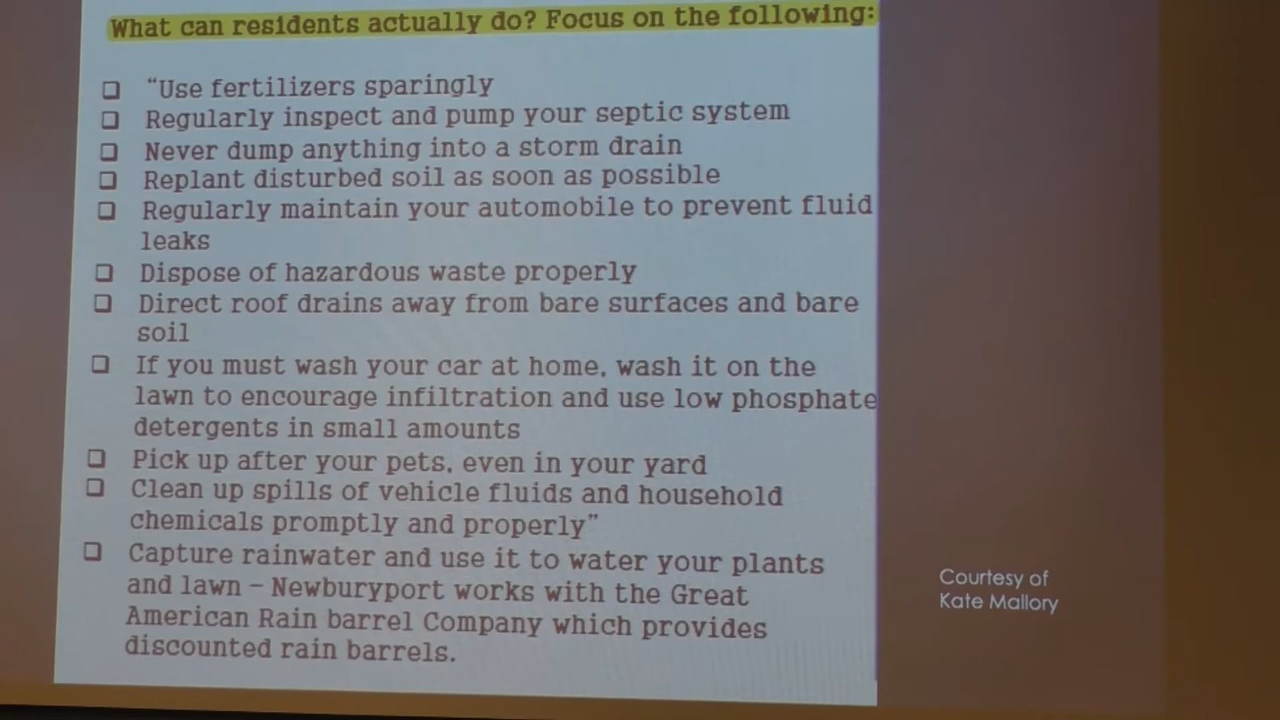 What can residents actually do? Focus on the following:
❑ “Use fertilizers sparingly
❑ Regularly inspect and pump your septic system
❑ Never dump anything into a storm drain
❑ Replant disturbed soil as soon as possible
❑ Regularly maintain your automobile to prevent fluid
leaks
❑ Dispose of hazardous waste properly
❑ Direct roof drains away from bare surfaces and bare
soil
❑ If you must wash your car at home, wash it on the
lawn to encourage infiltration and use low phosphate
detergents in small amounts
❑ Pick up after your pets, even in your yard
❑ Clean up spills of vehicle fluids and household
chemicals promptly and properly”
❑ Capture rainwater and use it to water your plants
and lawn – Newburyport works with the Great
American Rain barrel Company which provides
discounted rain barrels.
Courtesy of
Kate Mallory